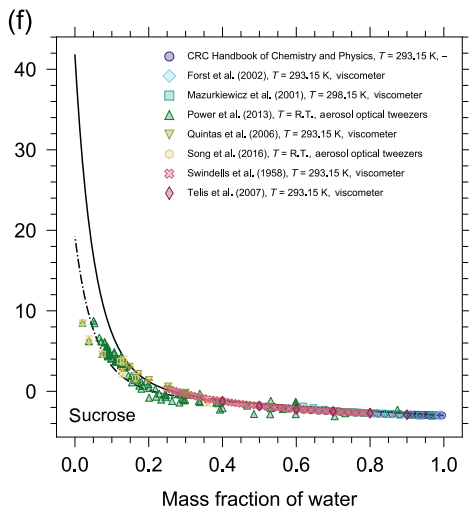 (f)
40
30
20
10
0
CRC Handbook of Chemistry and Physics, T = 293.15 K, –
Forst et al. (2002), T = 293.15 K, viscometer
Mazurkiewicz et al. (2001), T = 298.15 K, viscometer
Power et al. (2013), T = R.T., aerosol optical tweezers
Quintas et al. (2006), T = 293.15 K, viscometer
Song et al. (2016), T = R.T., aerosol optical tweezers
Swindells et al. (1958), T = 293.15 K, viscometer
Telis et al. (2007), T = 293.15 K, viscometer
Sucrose
0.0 0.2 0.4 0.6 0.8 1.0
Mass fraction of water